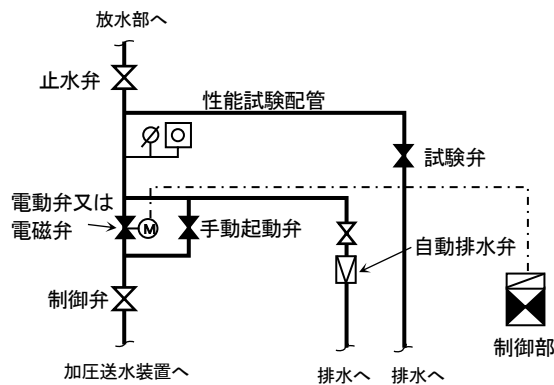 放水部へ
止水弁
性能試験配管
試験弁
電動弁又は
電磁弁
M
手動起動弁
自動排水弁
制御弁
制御部
加圧送水装置へ
排水へ
排水へ